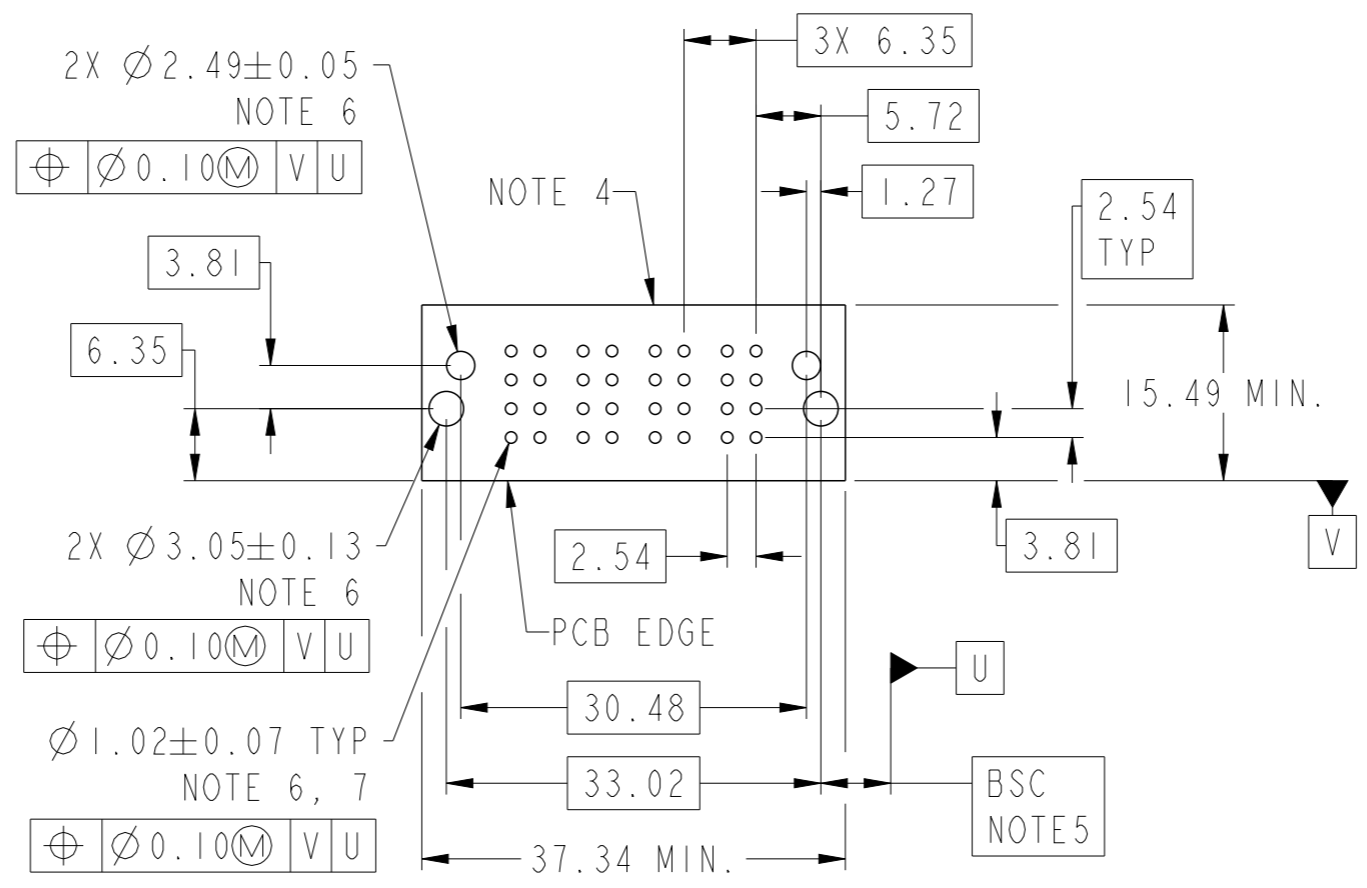 3X 6.35
2X ∅2.49±0.05
NOTE 6
⌖ ∅0.10Ⓜ V U
5.72
NOTE 4
1.27
2.54
TYP
3.81
6.35
15.49 MIN.
2X ∅3.05±0.13
NOTE 6
⌖ ∅0.10Ⓜ V U
2.54
3.81
V
PCB EDGE
U
30.48
∅1.02±0.07 TYP
NOTE 6, 7
⌖ ∅0.10Ⓜ V U
33.02
BSC
NOTE5
37.34 MIN.